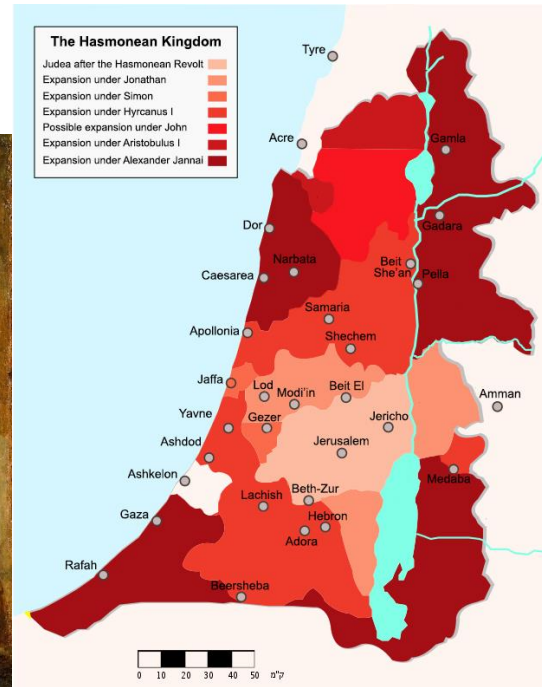 The Hasmonean Kingdom
Judea after the Hasmonean Revolt
Expansion under Jonathan
Expansion under Simon
Expansion under Hyrcanus I
Possible expansion under John
Expansion under Aristobulus I
Expansion under Alexander Jannai
Tyre
Acre
Gamla
Dor
Gadara
Narbata
Beit
She'an
Caesarea
Pella
Samaria
Apollonia
Shechem
Jaffa
Lod
Modi'in
Beit El
Amman
Yavne
Gezer
Jericho
Ashdod
Jerusalem
Medaba
Ashkelon
Lachish
Beth-Zur
Gaza
Hebron
Adora
Rafah
Beersheba
0 10 20 30 40 50 ק"מ